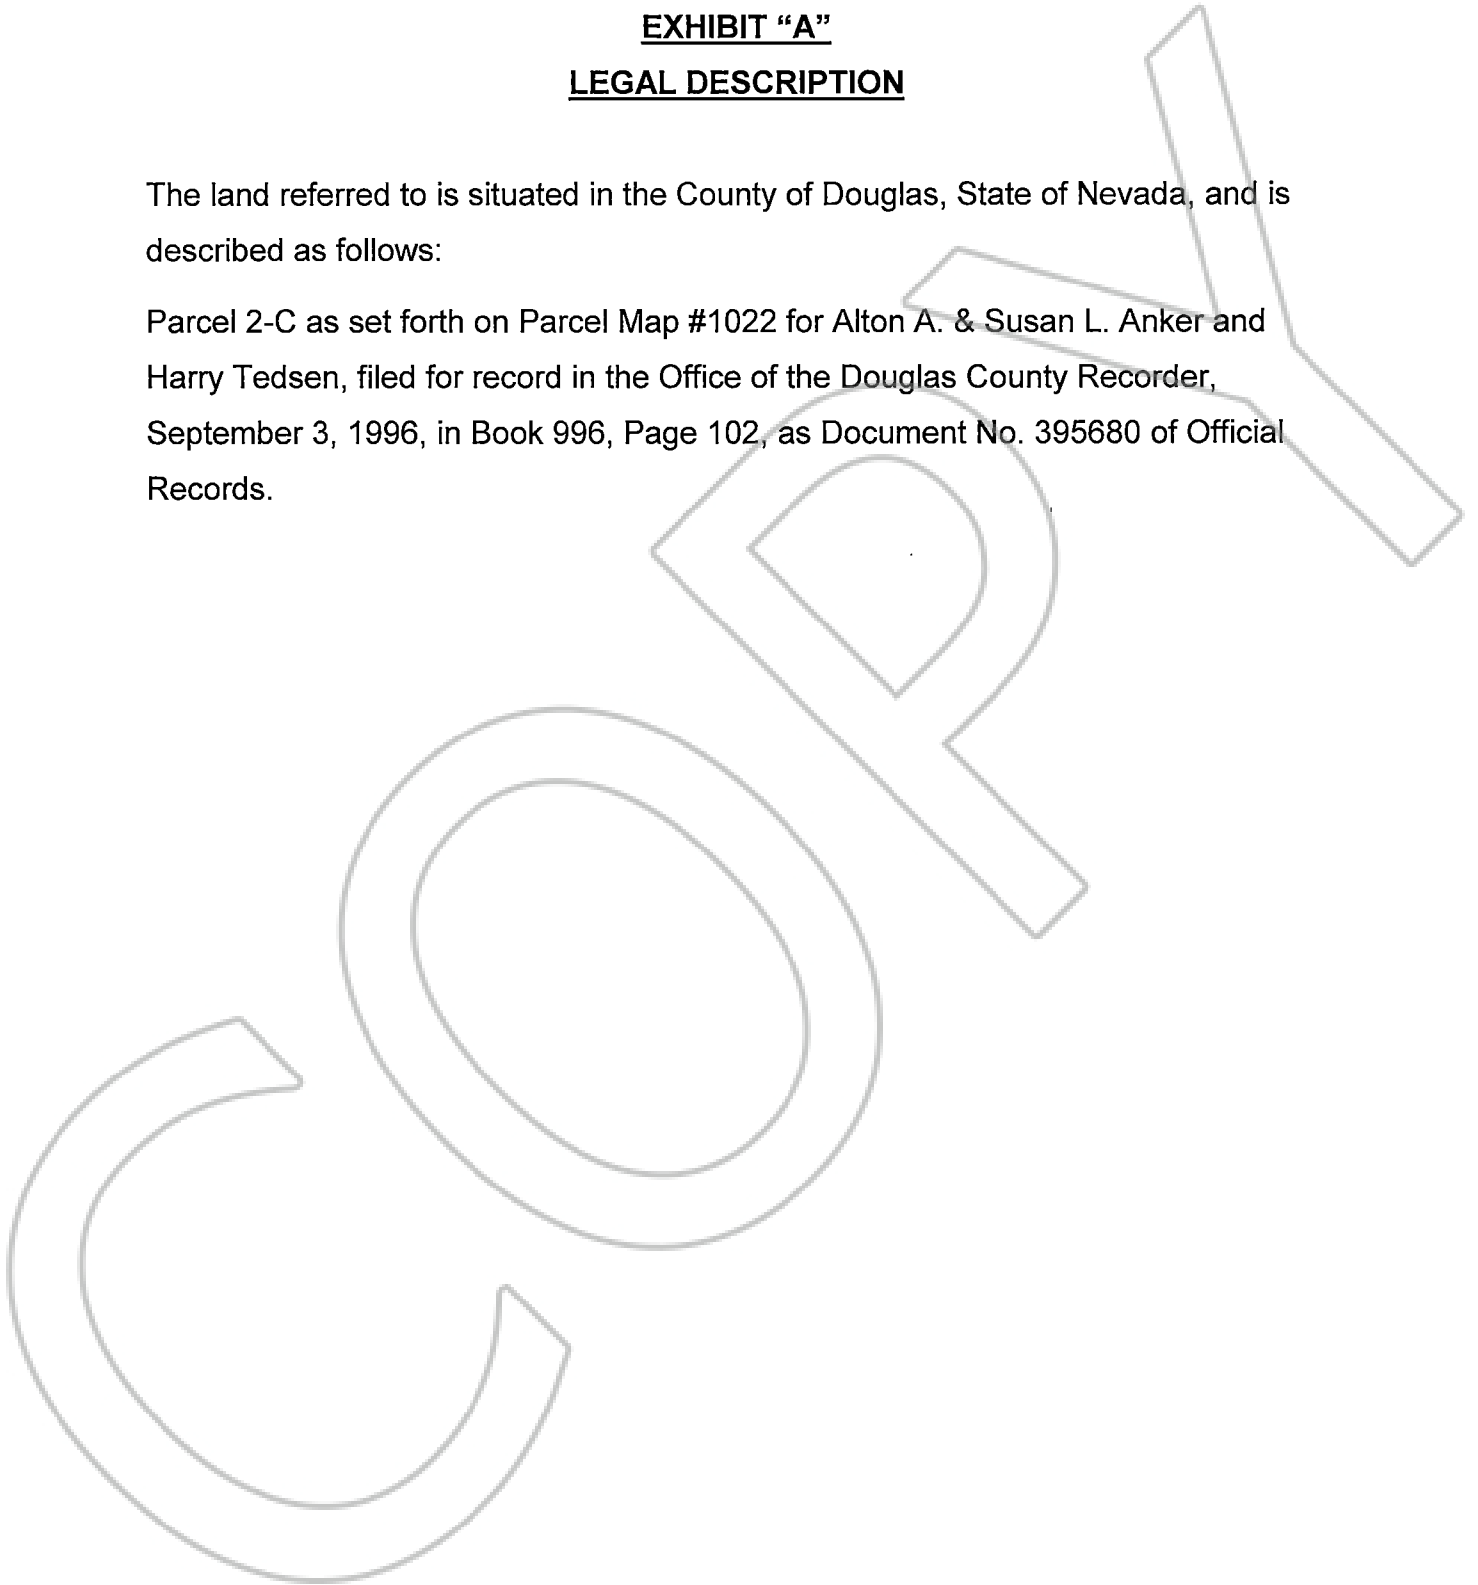 EXHIBIT “A”
LEGAL DESCRIPTION
The land referred to is situated in the County of Douglas, State of Nevada, and is
described as follows:
Parcel 2-C as set forth on Parcel Map #1022 for Alton A. & Susan L. Anker and
Harry Tedsen, filed for record in the Office of the Douglas County Recorder,
September 3, 1996, in Book 996, Page 102, as Document No. 395680 of Official
Records.
COPY